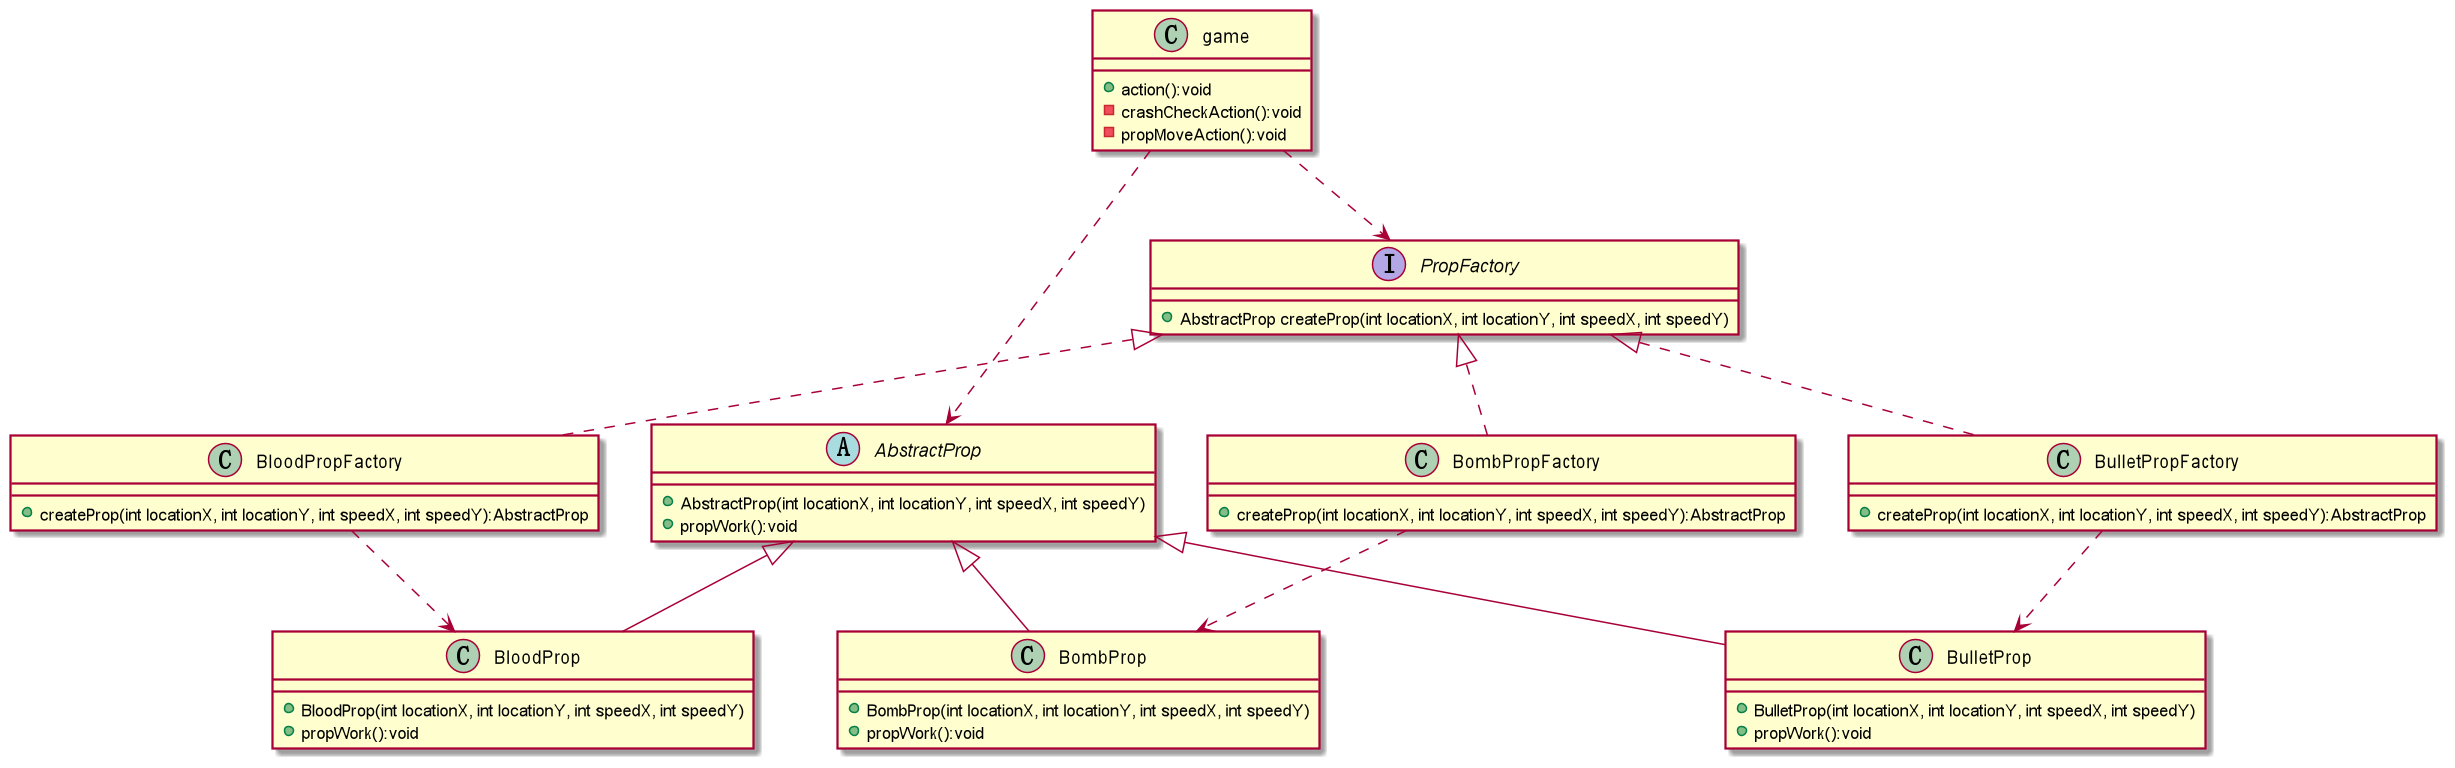 C game
action():void
crashCheckAction():void
propMoveAction():void
I PropFactory
AbstractProp createProp(int locationX, int locationY, int speedX, int speedY)
C BloodPropFactory
createProp(int locationX, int locationY, int speedX, int speedY):AbstractProp
A AbstractProp
AbstractProp(int locationX, int locationY, int speedX, int speedY)
propWork():void
C BombPropFactory
createProp(int locationX, int locationY, int speedX, int speedY):AbstractProp
C BulletPropFactory
createProp(int locationX, int locationY, int speedX, int speedY):AbstractProp
C BloodProp
BloodProp(int locationX, int locationY, int speedX, int speedY)
propWork():void
C BombProp
BombProp(int locationX, int locationY, int speedX, int speedY)
propWork():void
C BulletProp
BulletProp(int locationX, int locationY, int speedX, int speedY)
propWork():void